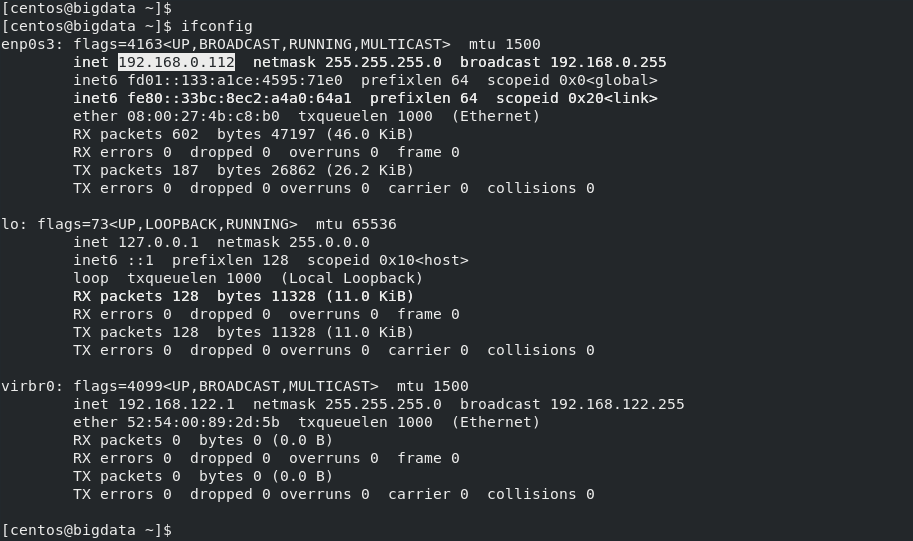 [centos@bigdata ~]$
[centos@bigdata ~]$ ifconfig
enp0s3: flags=4163<UP,BROADCAST,RUNNING,MULTICAST>  mtu 1500
        inet 192.168.0.112  netmask 255.255.255.0  broadcast 192.168.0.255
        inet6 fd01::133:a1ce:4595:71e0  prefixlen 64  scopeid 0x0<global>
        inet6 fe80::33bc:8ec2:a4a0:64a1  prefixlen 64  scopeid 0x20<link>
        ether 08:00:27:4b:c8:b0  txqueuelen 1000  (Ethernet)
        RX packets 602  bytes 47197 (46.0 KiB)
        RX errors 0  dropped 0  overruns 0  frame 0
        TX packets 187  bytes 26862 (26.2 KiB)
        TX errors 0  dropped 0 overruns 0  carrier 0  collisions 0

lo: flags=73<UP,LOOPBACK,RUNNING>  mtu 65536
        inet 127.0.0.1  netmask 255.0.0.0
        inet6 ::1  prefixlen 128  scopeid 0x10<host>
        loop  txqueuelen 1000  (Local Loopback)
        RX packets 128  bytes 11328 (11.0 KiB)
        RX errors 0  dropped 0  overruns 0  frame 0
        TX packets 128  bytes 11328 (11.0 KiB)
        TX errors 0  dropped 0 overruns 0  carrier 0  collisions 0

virbr0: flags=4099<UP,BROADCAST,MULTICAST>  mtu 1500
        inet 192.168.122.1  netmask 255.255.255.0  broadcast 192.168.122.255
        ether 52:54:00:89:2d:5b  txqueuelen 1000  (Ethernet)
        RX packets 0  bytes 0 (0.0 B)
        RX errors 0  dropped 0  overruns 0  frame 0
        TX packets 0  bytes 0 (0.0 B)
        TX errors 0  dropped 0 overruns 0  carrier 0  collisions 0

[centos@bigdata ~]$